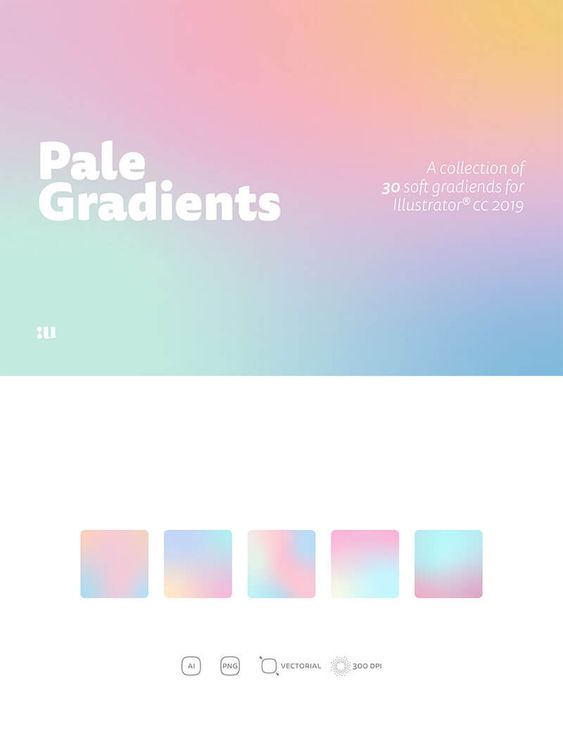 Pale
Gradients
A collection of
30 soft gradiends for
Illustrator® CC 2019
:u
AI PNG VECTORIAL 300 DPI